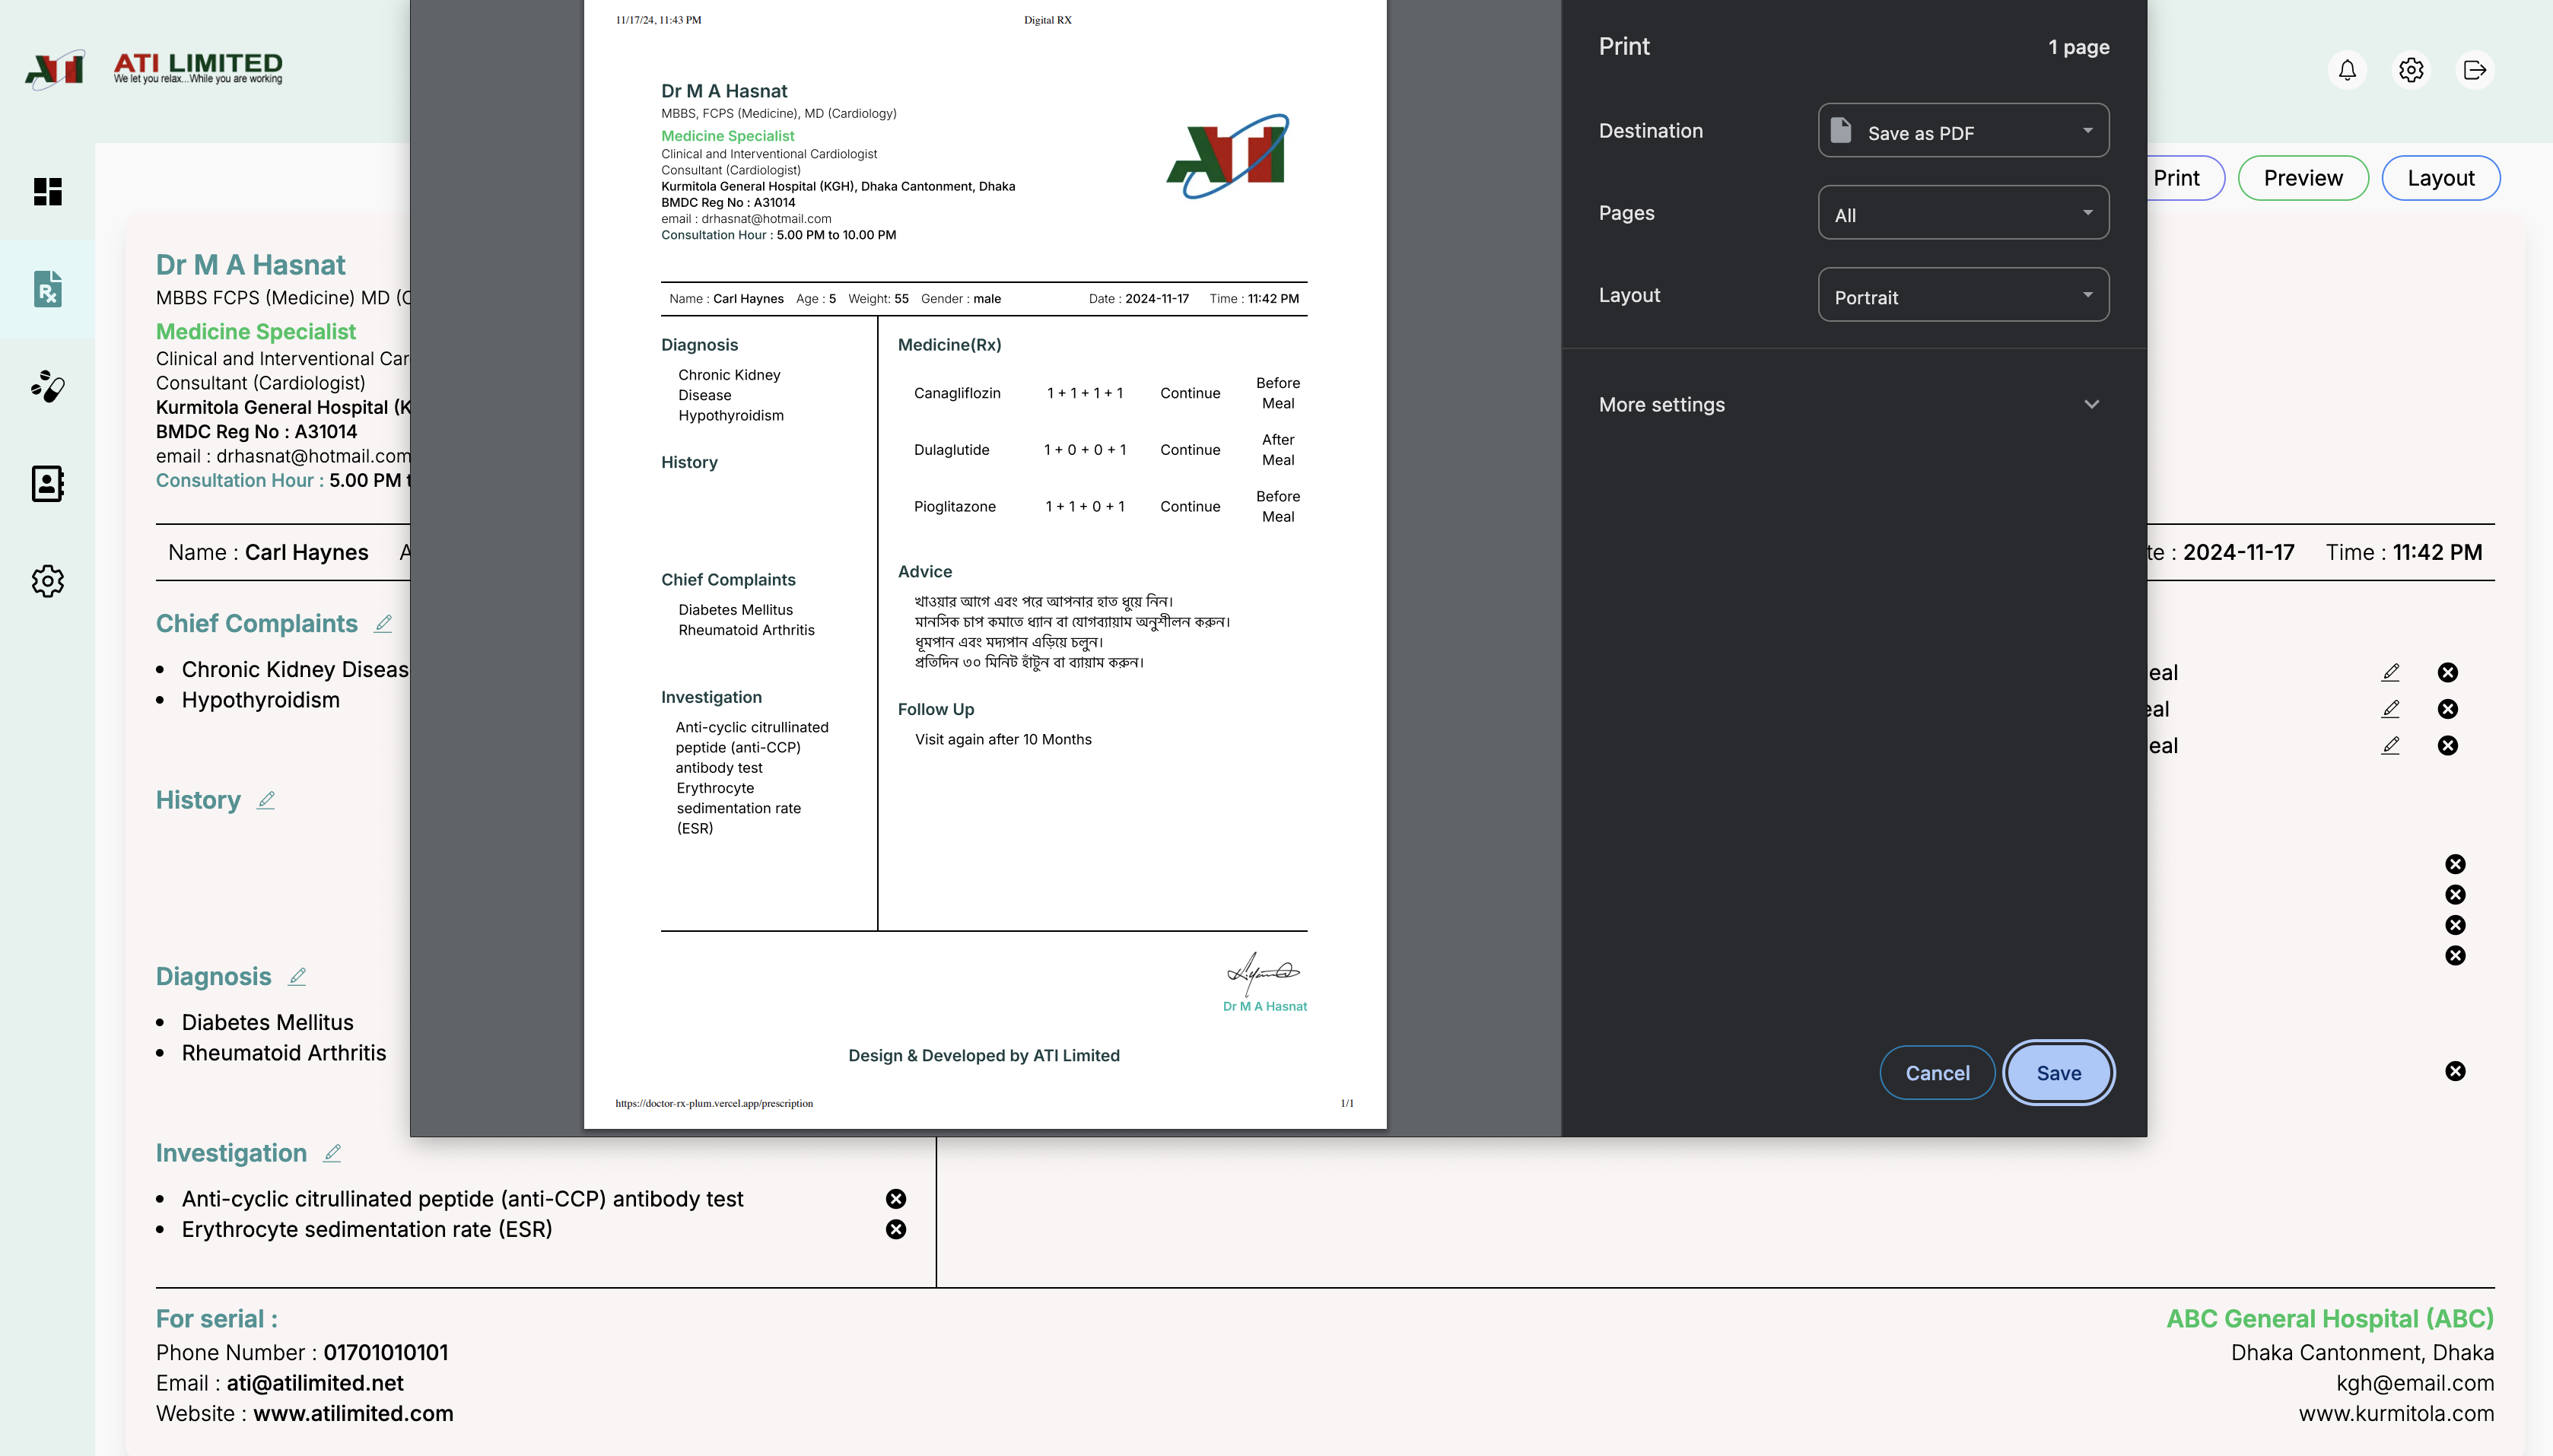 ATI
ATI LIMITED
We let you relax...While you are working
Print
Preview
Layout
Dr M A Hasnat
MBBS FCPS (Medicine) MD (C
Medicine Specialist
Clinical and Interventional Car
Consultant (Cardiologist)
Kurmitola General Hospital (K
BMDC Reg No : A31014
email : drhasnat@hotmail.com
Consultation Hour : 5.00 PM t
Name : Carl Haynes A
te : 2024-11-17 Time : 11:42 PM
Chief Complaints
Chronic Kidney Diseas
Hypothyroidism
History
Diagnosis
Diabetes Mellitus
Rheumatoid Arthritis
Investigation
Anti-cyclic citrullinated peptide (anti-CCP) antibody test
Erythrocyte sedimentation rate (ESR)
eal
eal
eal
For serial :
Phone Number : 01701010101
Email : ati@atilimited.net
Website : www.atilimited.com
ABC General Hospital (ABC)
Dhaka Cantonment, Dhaka
kgh@email.com
www.kurmitola.com
11/17/24, 11:43 PM Digital RX
Dr M A Hasnat
MBBS, FCPS (Medicine), MD (Cardiology)
Medicine Specialist
Clinical and Interventional Cardiologist
Consultant (Cardiologist)
Kurmitola General Hospital (KGH), Dhaka Cantonment, Dhaka
BMDC Reg No : A31014
email : drhasnat@hotmail.com
Consultation Hour : 5.00 PM to 10.00 PM
ATI
Name : Carl Haynes Age : 5 Weight: 55 Gender : male Date : 2024-11-17 Time : 11:42 PM
Diagnosis
Chronic Kidney
Disease
Hypothyroidism
History
Chief Complaints
Diabetes Mellitus
Rheumatoid Arthritis
Investigation
Anti-cyclic citrullinated
peptide (anti-CCP)
antibody test
Erythrocyte
sedimentation rate
(ESR)
Medicine(Rx)
Canagliflozin 1 + 1 + 1 + 1 Continue Before
Meal
Dulaglutide 1 + 0 + 0 + 1 Continue After
Meal
Pioglitazone 1 + 1 + 0 + 1 Continue Before
Meal
Advice
খাওয়ার আগে এবং পরে আপনার হাত ধুয়ে নিন।
মানসিক চাপ কমাতে ধ্যান বা যোগব্যায়াম অনুশীলন করুন।
ধূমপান এবং মদ্যপান এড়িয়ে চলুন।
প্রতিদিন ৩০ মিনিট হাঁটুন বা ব্যায়াম করুন।
Follow Up
Visit again after 10 Months
Dr M A Hasnat
Design & Developed by ATI Limited
https://doctor-rx-plum.vercel.app/prescription 1/1
Print 1 page
Destination Save as PDF
Pages All
Layout Portrait
More settings
Cancel Save